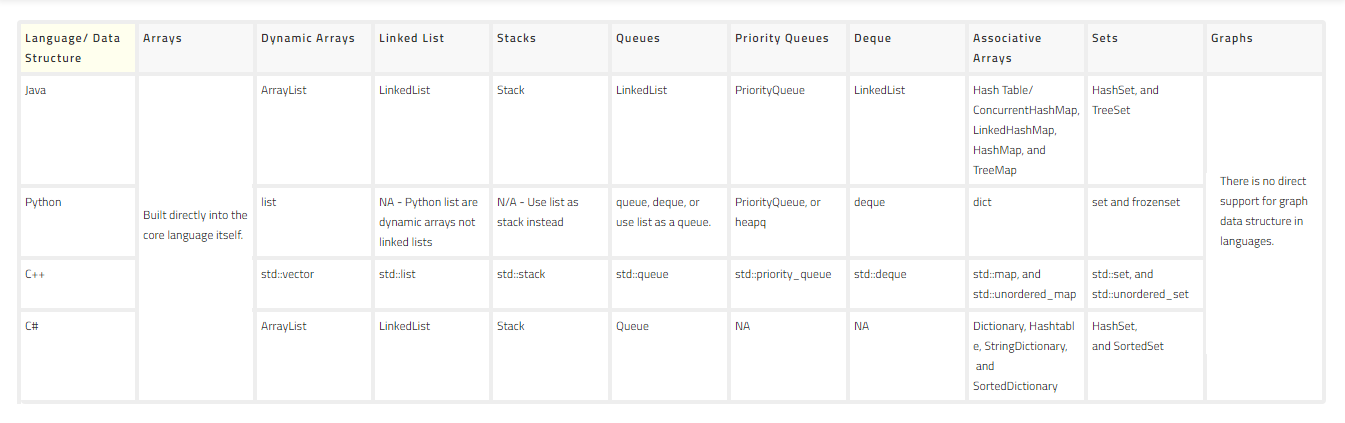 Language/ Data
Structure
Arrays
Dynamic Arrays
Linked List
Stacks
Queues
Priority Queues
Deque
Associative
Arrays
Sets
Graphs
Java
Built directly into the
core language itself.
ArrayList
LinkedList
Stack
LinkedList
PriorityQueue
LinkedList
Hash Table/
ConcurrentHashMap,
LinkedHashMap,
HashMap, and
TreeMap
HashSet, and
TreeSet
There is no direct
support for graph
data structure in
languages.
Python
list
NA - Python list are
dynamic arrays not
linked lists
N/A - Use list as
stack instead
queue, deque, or
use list as a queue.
PriorityQueue, or
heapq
deque
dict
set and frozenset
C++
std::vector
std::list
std::stack
std::queue
std::priority_queue
std::deque
std::map, and
std::unordered_map
std::set, and
std::unordered_set
C#
ArrayList
LinkedList
Stack
Queue
NA
NA
Dictionary, Hashtabl
e, StringDictionary,
and
SortedDictionary
HashSet,
and SortedSet